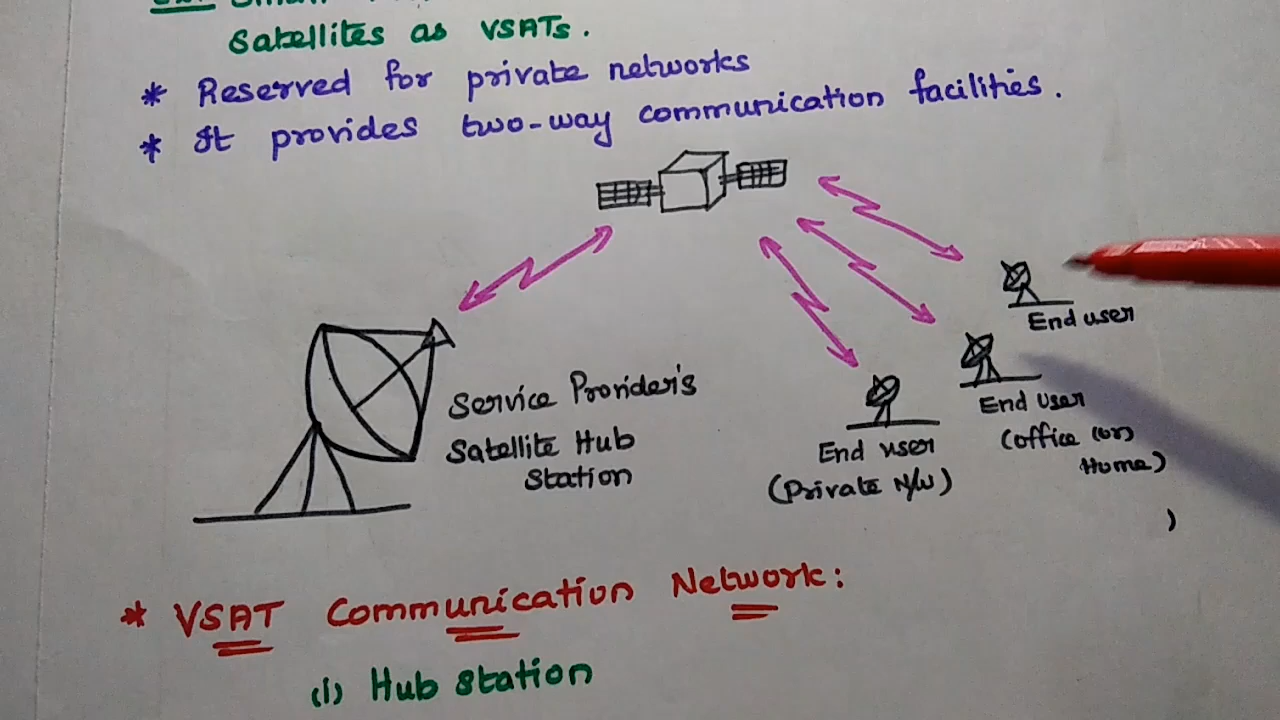 Small
Satellites as VSATs.
* Reserved for private networks
* It provides two-way communication facilities.
End user
Service Provider's
Satellite Hub
Station
End user
(office (or)
Home)
End user
(Private N/W)
)
* VSAT Communication Network:
(i) Hub station